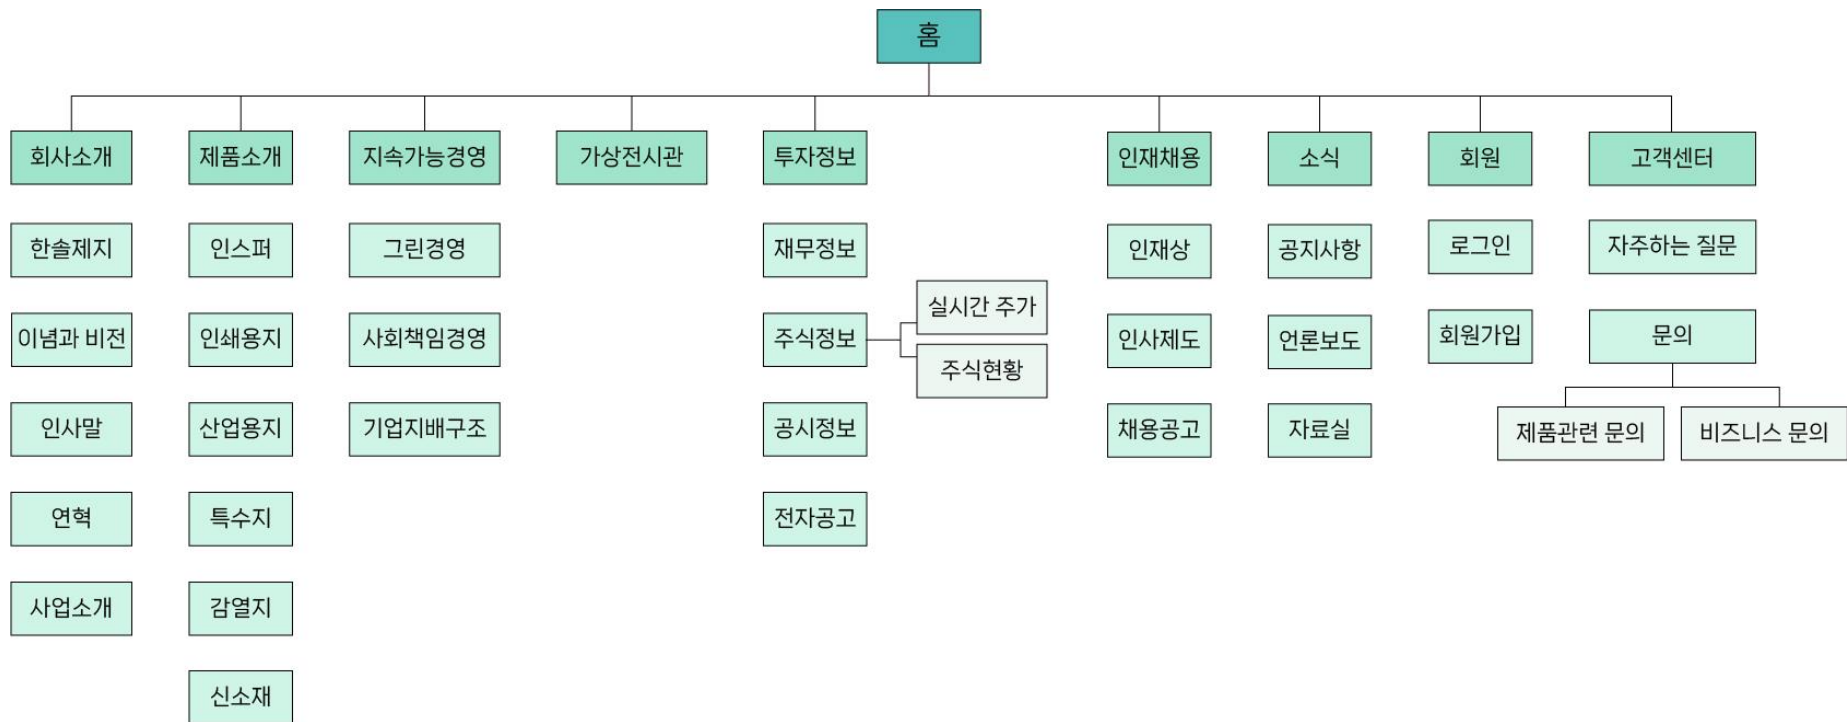 홈
회사소개
제품소개
지속가능경영
가상전시관
투자정보
인재채용
소식
회원
고객센터
한솔제지
인스퍼
그린경영
재무정보
인재상
공지사항
로그인
자주하는 질문
이념과 비전
인쇄용지
사회책임경영
주식정보
실시간 주가
주식현황
인사제도
언론보도
회원가입
문의
인사말
산업용지
기업지배구조
공시정보
채용공고
자료실
제품관련 문의
비즈니스 문의
연혁
특수지
전자공고
사업소개
감열지
신소재